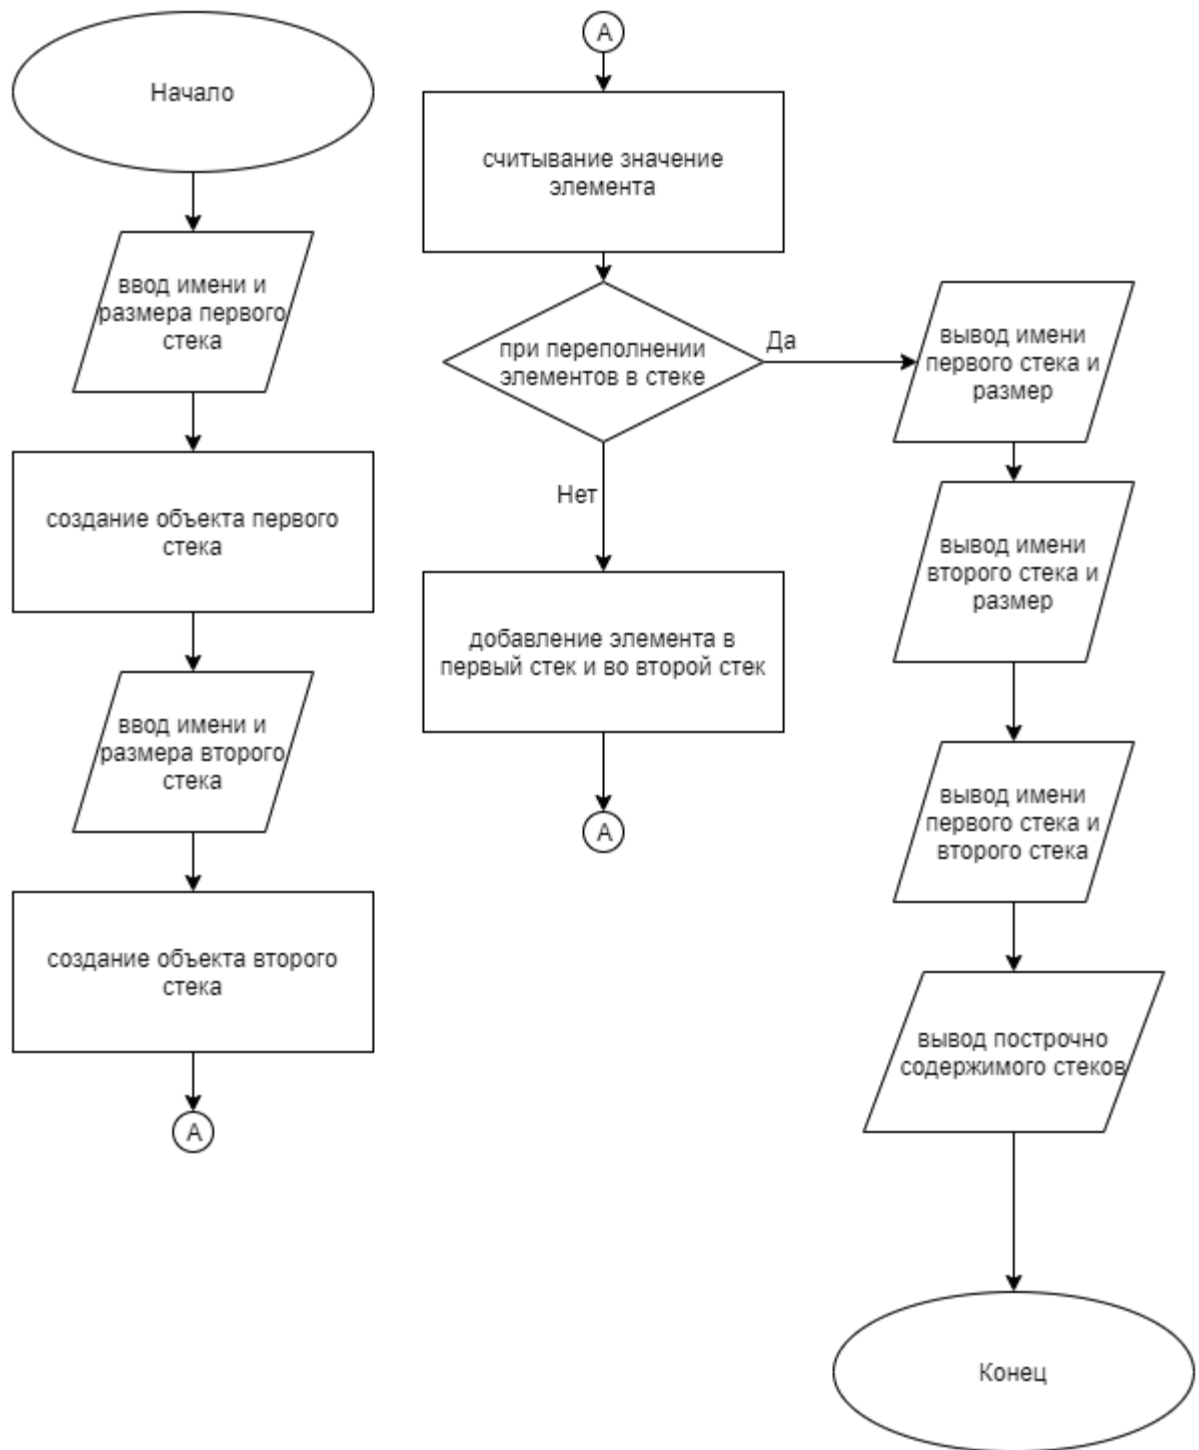 Начало
ввод имени и
размера первого
стека
создание объекта первого
стека
ввод имени и
размера второго
стека
создание объекта второго
стека
А
А
считывание значение
элемента
при переполнении
элементов в стеке
Да
Нет
добавление элемента в
первый стек и во второй стек
А
вывод имени
первого стека и
размер
вывод имени
второго стека и
размер
вывод имени
первого стека и
второго стека
вывод построчно
содержимого стеков
Конец